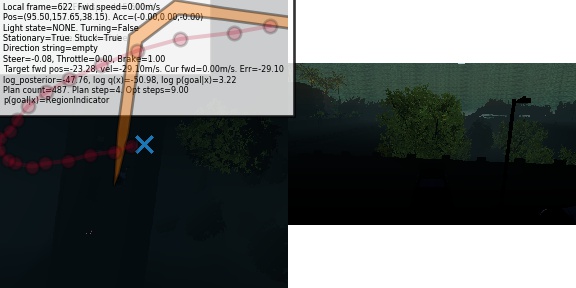 Local frame=622. Fwd speed=0.00m/s
Pos=(95.50,157.65,38.15). Acc=(-0.00,0.00,-0.00)
Light state=NONE. Turning=False
Stationary=True. Stuck=True
Direction string=empty
Steer=-0.08, Throttle=0.00, Brake=1.00
Target fwd pos=-23.28, vel=-29.10m/s. Cur fwd=0.00m/s. Err=-29.10
log_posterior=-47.76, log q(x)=-50.98, log p(goal|x)=3.22
Plan count=487. Plan step=4. Opt steps=9.00
p(goal|x)=RegionIndicator